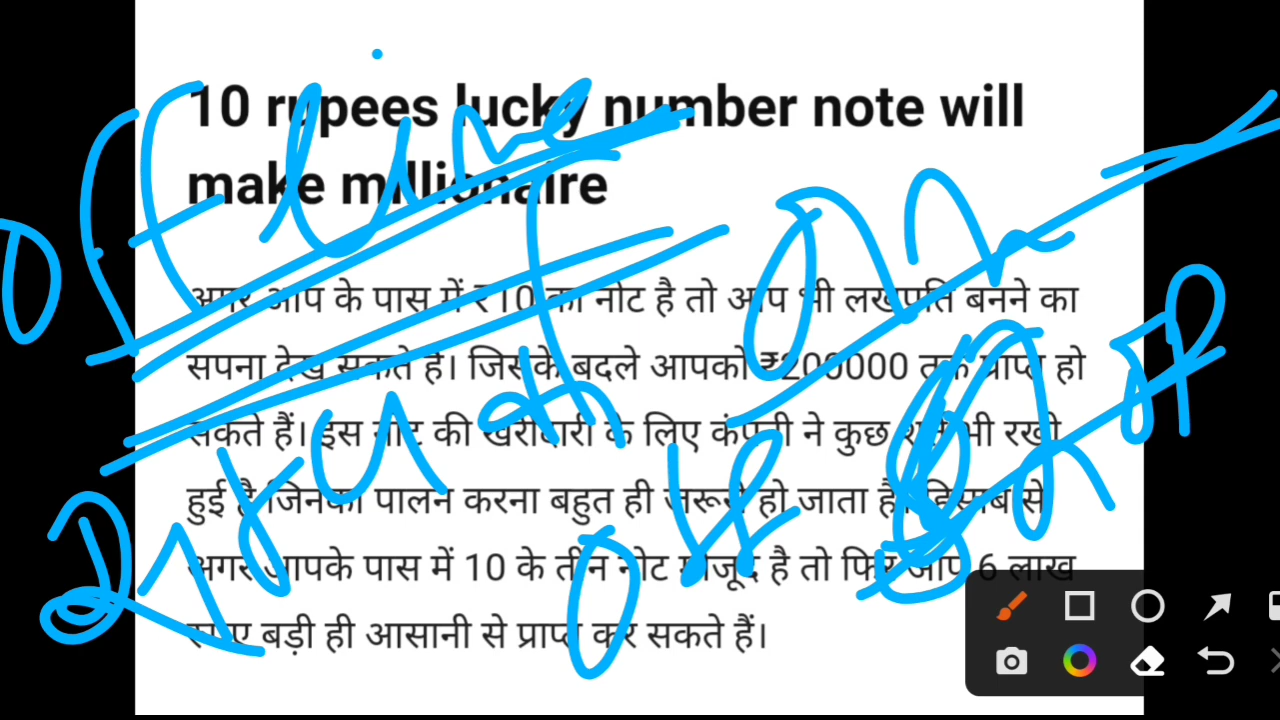 10 rupees lucky number note will
make millionaire
अगर आप के पास में ₹10 का नोट है तो आप भी लखपति बनने का
सपना देख सकते हैं। जिसके बदले आपको ₹200000 तक प्राप्त हो
सकते हैं। इस नोट की खरीदारी के लिए कंपनी ने कुछ शर्ते भी रखी
हुई है जिनका पालन करना बहुत ही जरूरी हो जाता है। हिसाब से
अगर आपके पास में 10 के तीन नोट मौजूद है तो फिर आप 6 लाख
रुपए बड़ी ही आसानी से प्राप्त कर सकते हैं।
offline